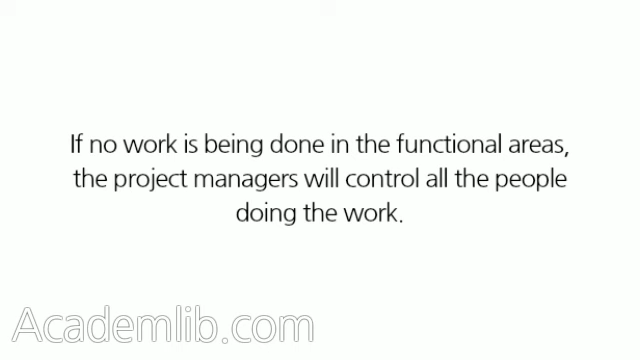 If no work is being done in the functional areas,
the project managers will control all the people
doing the work.
Academlib.com